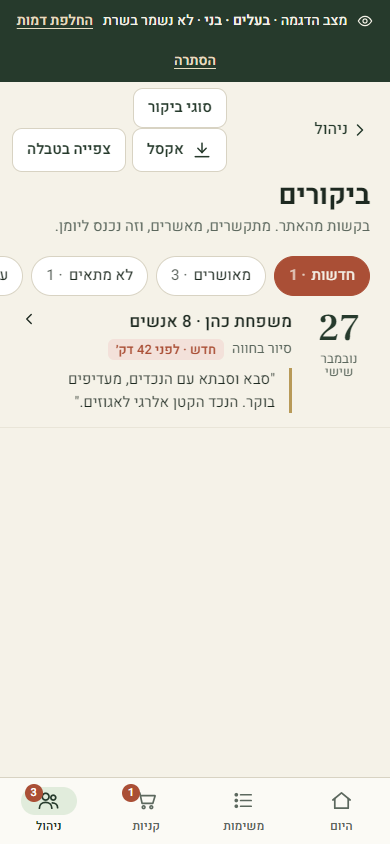 מצב הדגמה · בעלים · בני · לא נשמר בשרת החלפת דמות
הסתרה
ניהול
סוגי ביקור
אקסל
צפייה בטבלה
ביקורים
בקשות מהאתר. מתקשרים, מאשרים, וזה נכנס ליומן.
חדשות · 1
מאושרים · 3
לא מתאים · 1
27
נובמבר
שישי
משפחת כהן · 8 אנשים
סיור בחווה
חדש · לפני 42 דק׳
"סבא וסבתא עם הנכדים, מעדיפים
בוקר. הנכד הקטן אלרגי לאגוזים."
היום
משימות
1
קניות
3
ניהול